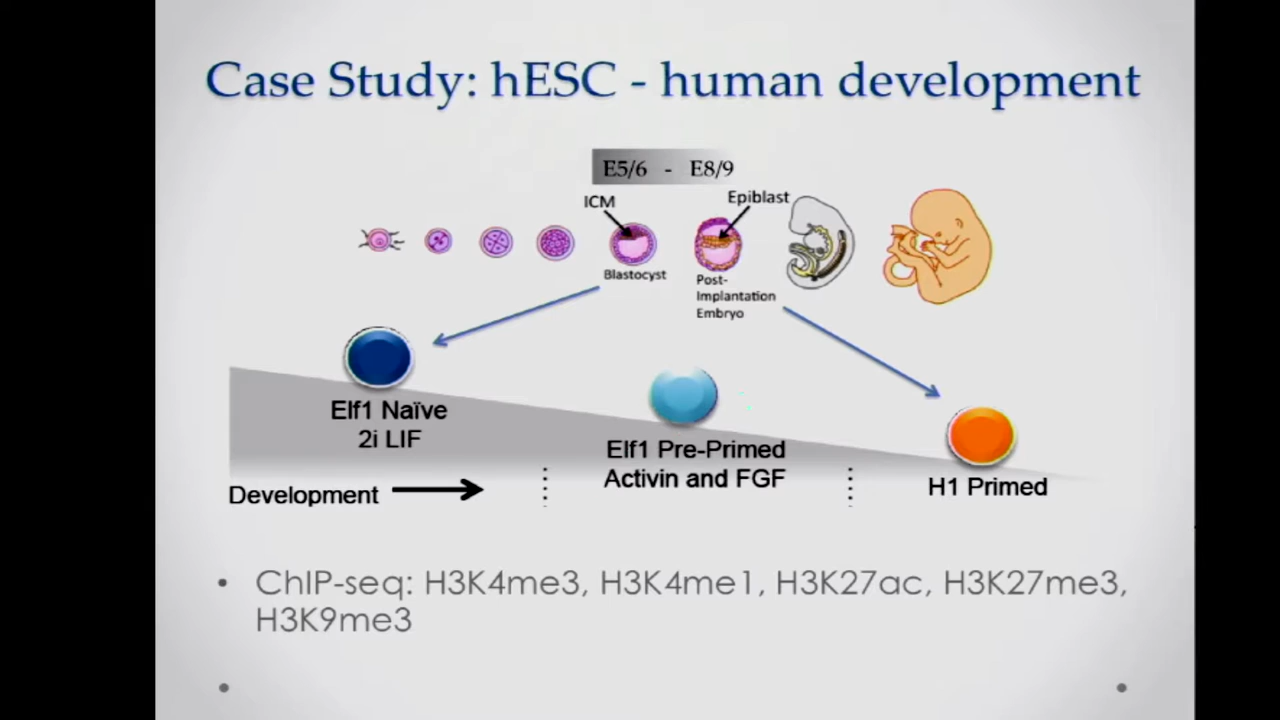 Case Study: hESC - human development
E5/6 - E8/9
ICM
Epiblast
Blastocyst
Post-
Implantation
Embryo
Elf1 Naïve
2i LIF
Elf1 Pre-Primed
Activin and FGF
H1 Primed
Development
• ChIP-seq: H3K4me3, H3K4me1, H3K27ac, H3K27me3,
H3K9me3